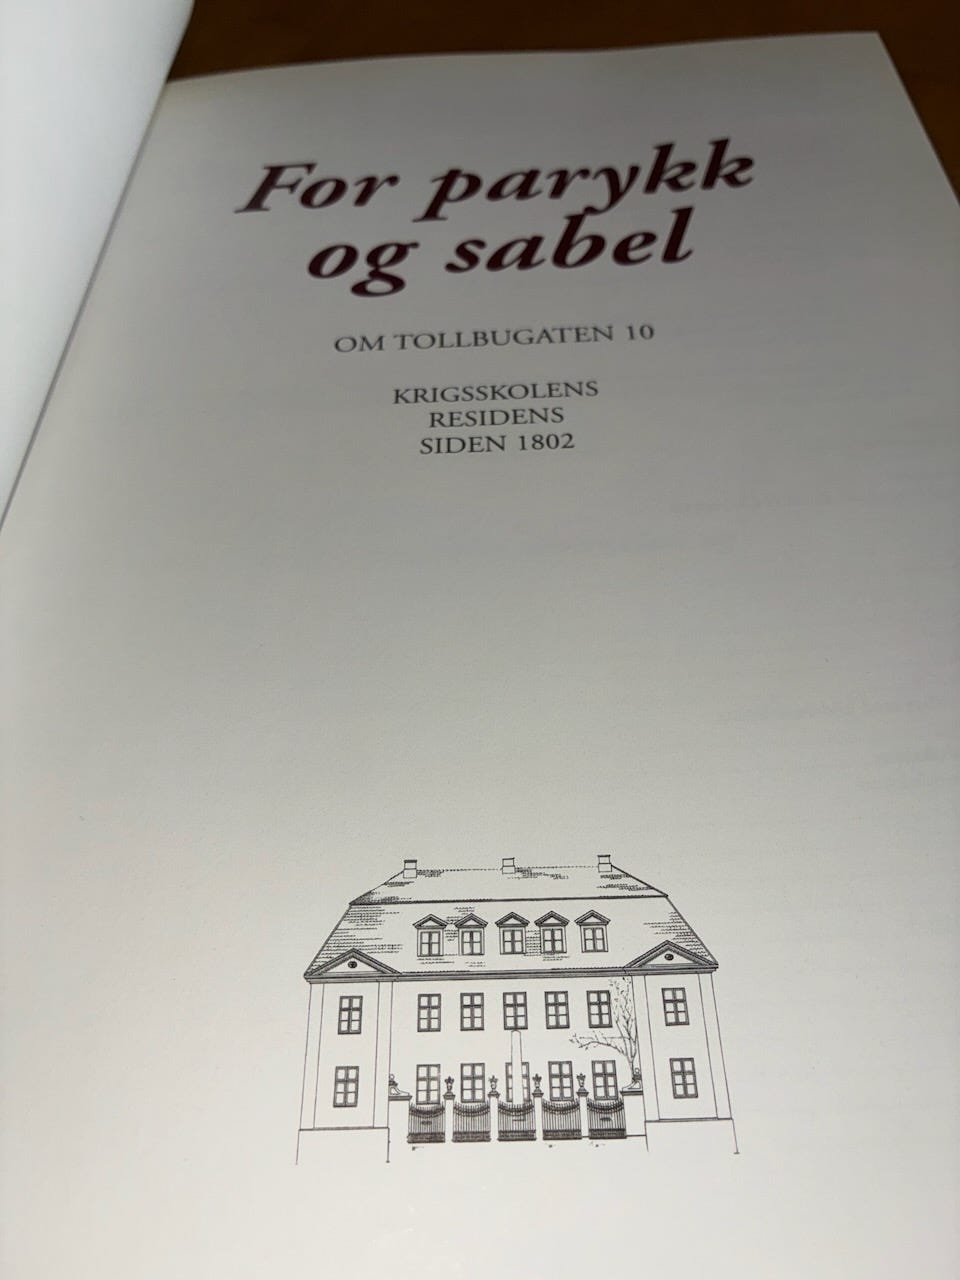 For parykk
og sabel
OM TOLLBUGATEN 10
KRIGSSKOLENS
RESIDENS
SIDEN 1802